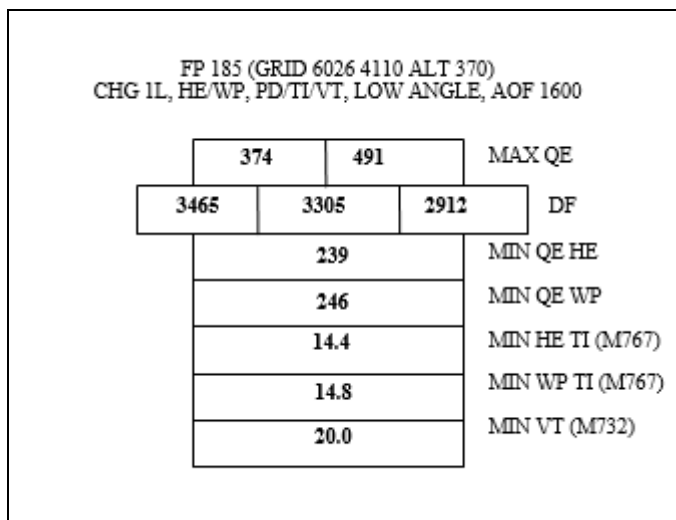 FP 185 (GRID 6026 4110 ALT 370)
CHG 1L, HE/WP, PD/TI/VT, LOW ANGLE, AOF 1600
374 491 MAX QE
3465 3305 2912 DF
239 MIN QE HE
246 MIN QE WP
14.4 MIN HE TI (M767)
14.8 MIN WP TI (M767)
20.0 MIN VT (M732)